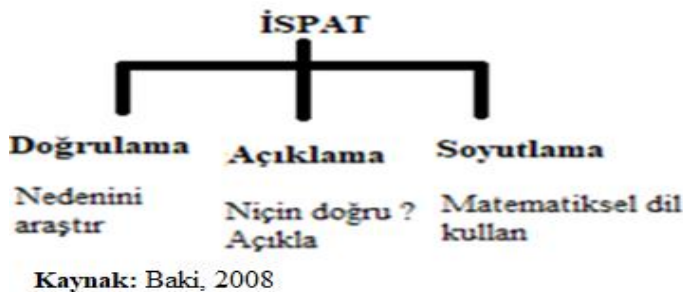 İSPAT
Doğrulama
Nedenini
araştır
Açıklama
Niçin doğru ?
Açıkla
Soyutlama
Matematiksel dil
kullan
Kaynak: Baki, 2008